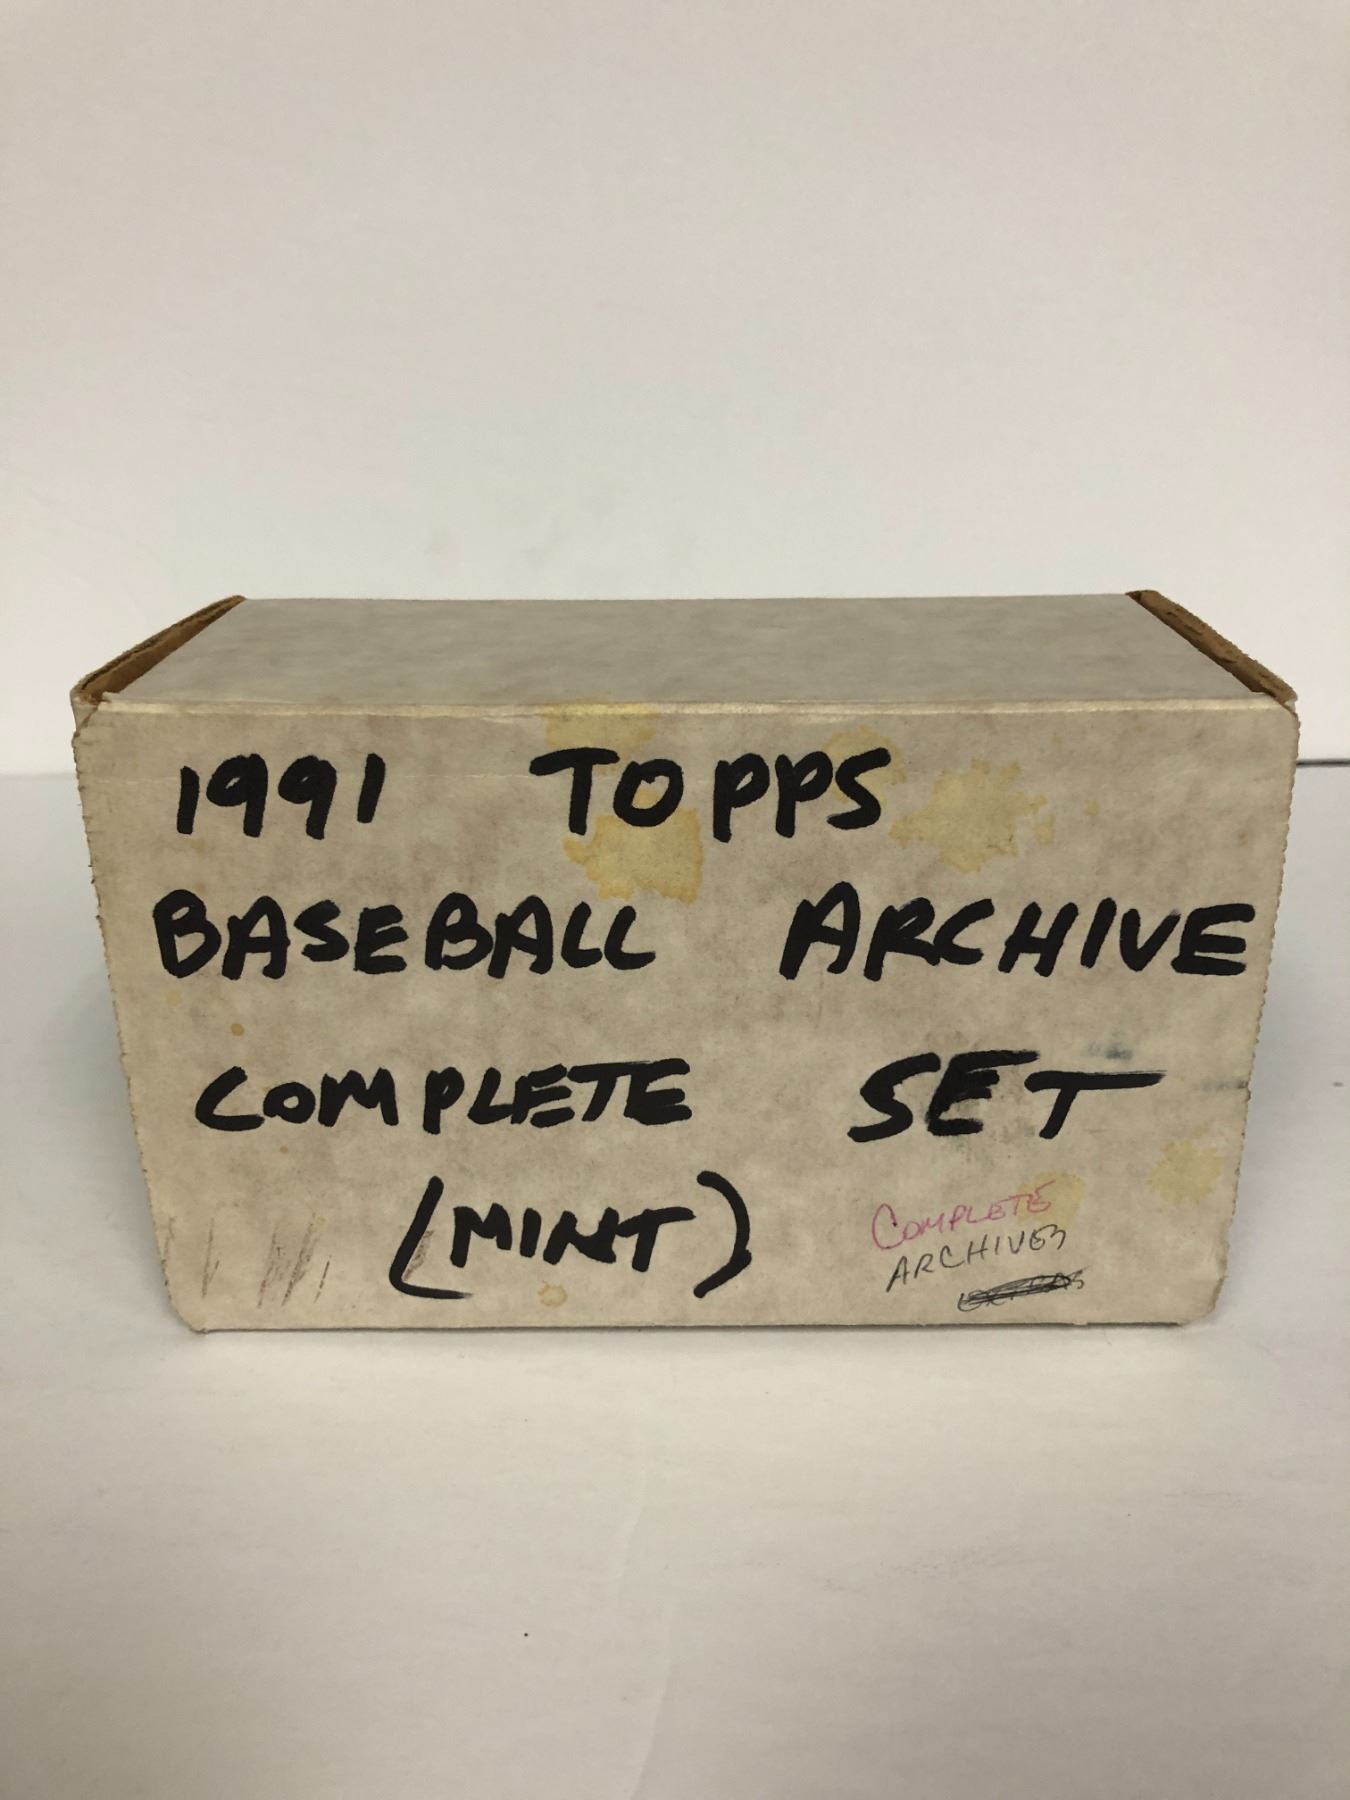 1991 TOPPS
BASEBALL ARCHIVE
COMPLETE SET
(MINT)
COMPLETE
ARCHIVES